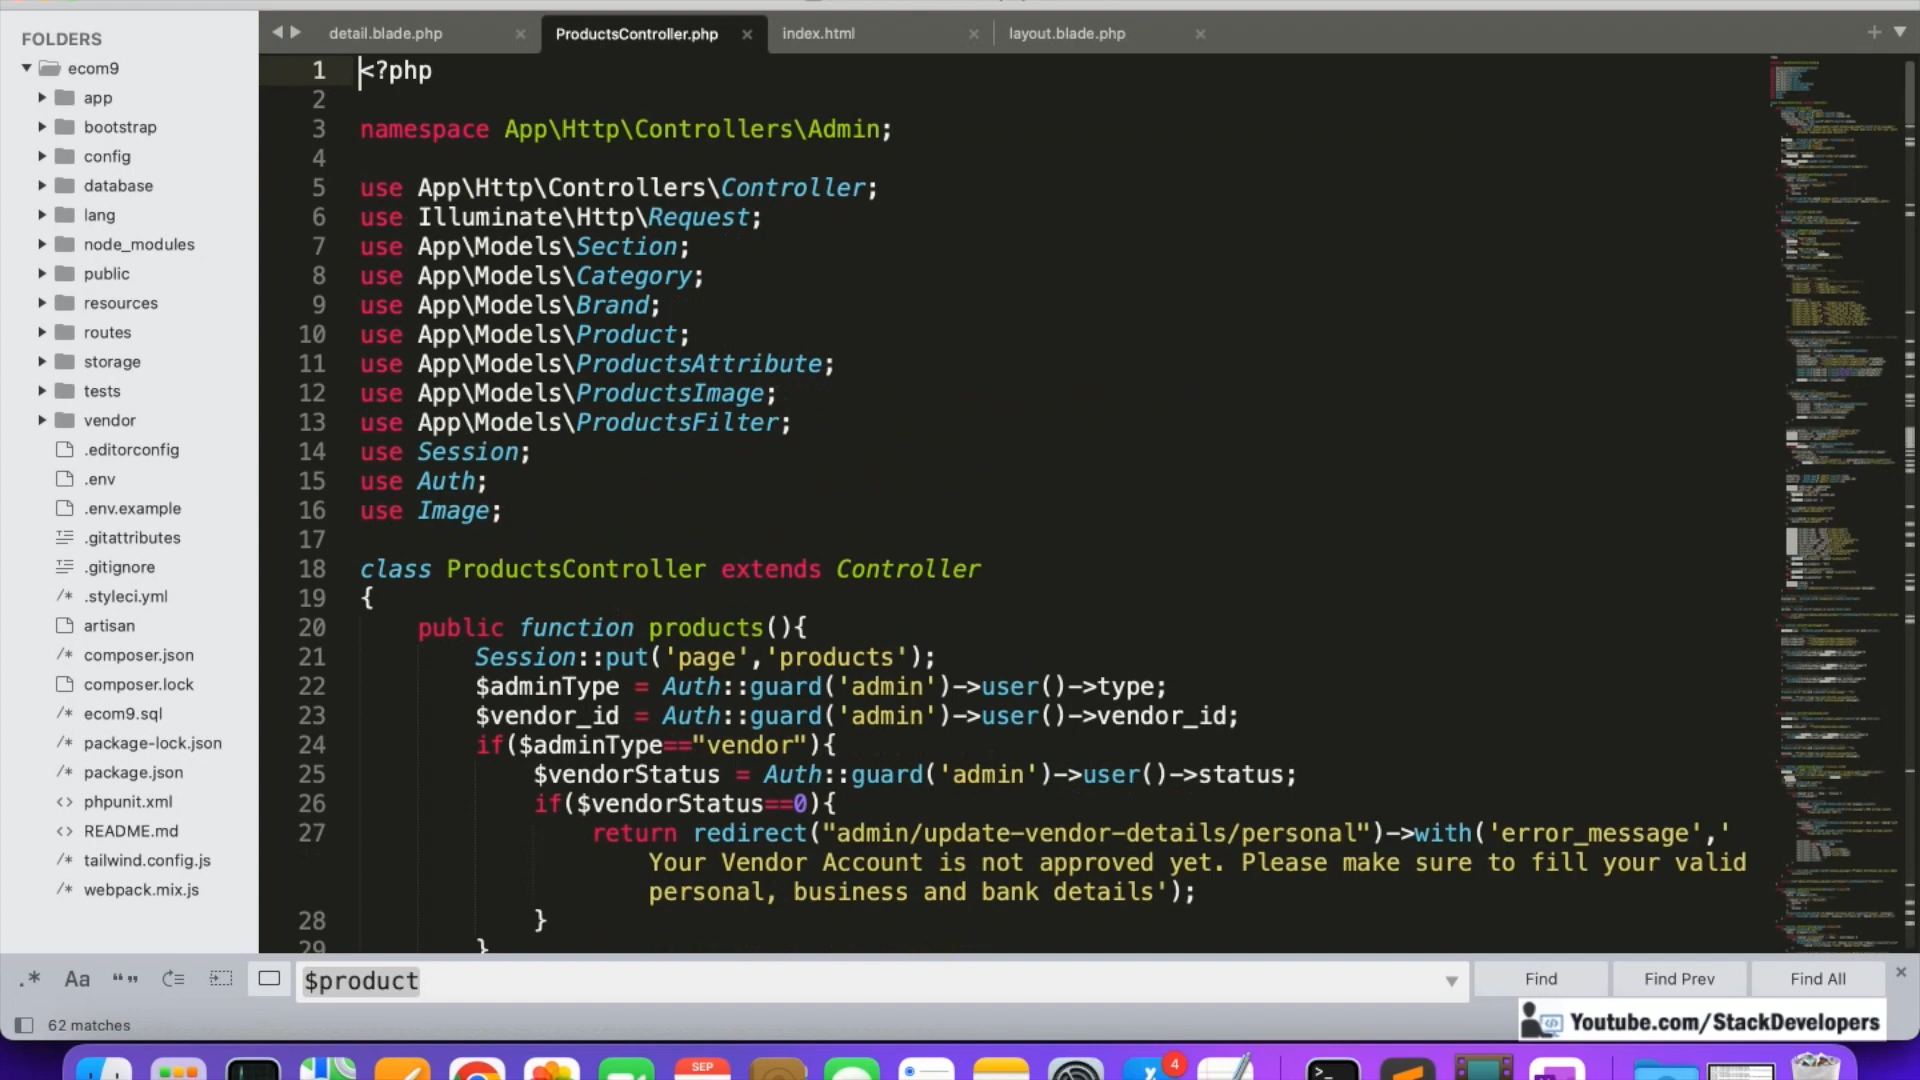 FOLDERS
ecom9
app
bootstrap
config
database
lang
node_modules
public
resources
routes
storage
tests
vendor
.editorconfig
.env
.env.example
.gitattributes
.gitignore
/* .styleci.yml
artisan
/* composer.json
composer.lock
/* ecom9.sql
/* package-lock.json
/* package.json
<> phpunit.xml
<> README.md
/* tailwind.config.js
/* webpack.mix.js
detail.blade.php
ProductsController.php
index.html
layout.blade.php
1 <?php
2
3 namespace App\Http\Controllers\Admin;
4
5 use App\Http\Controllers\Controller;
6 use Illuminate\Http\Request;
7 use App\Models\Section;
8 use App\Models\Category;
9 use App\Models\Brand;
10 use App\Models\Product;
11 use App\Models\ProductsAttribute;
12 use App\Models\ProductsImage;
13 use App\Models\ProductsFilter;
14 use Session;
15 use Auth;
16 use Image;
17
18 class ProductsController extends Controller
19 {
20 public function products(){
21 Session::put('page','products');
22 $adminType = Auth::guard('admin')->user()->type;
23 $vendor_id = Auth::guard('admin')->user()->vendor_id;
24 if($adminType=="vendor"){
25 $vendorStatus = Auth::guard('admin')->user()->status;
26 if($vendorStatus==0){
27 return redirect("admin/update-vendor-details/personal")->with('error_message','
Your Vendor Account is not approved yet. Please make sure to fill your valid
personal, business and bank details');
28 }
29 }
.* Aa “” $product Find Find Prev Find All
62 matches
Youtube.com/StackDevelopers
SEP
4